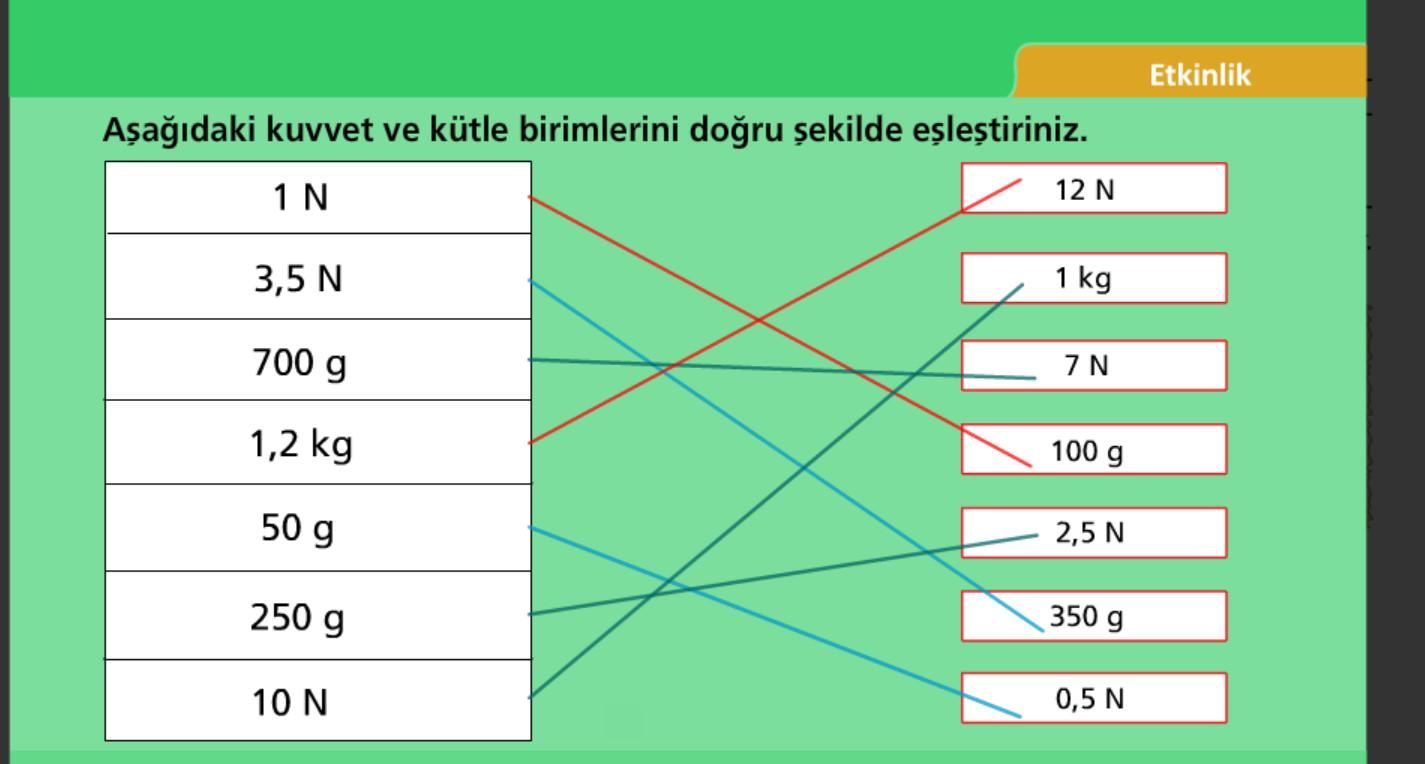 Etkinlik
Aşağıdaki kuvvet ve kütle birimlerini doğru şekilde eşleştiriniz.
1 N
3,5 N
700 g
1,2 kg
50 g
250 g
10 N
12 N
1 kg
7 N
100 g
2,5 N
350 g
0,5 N